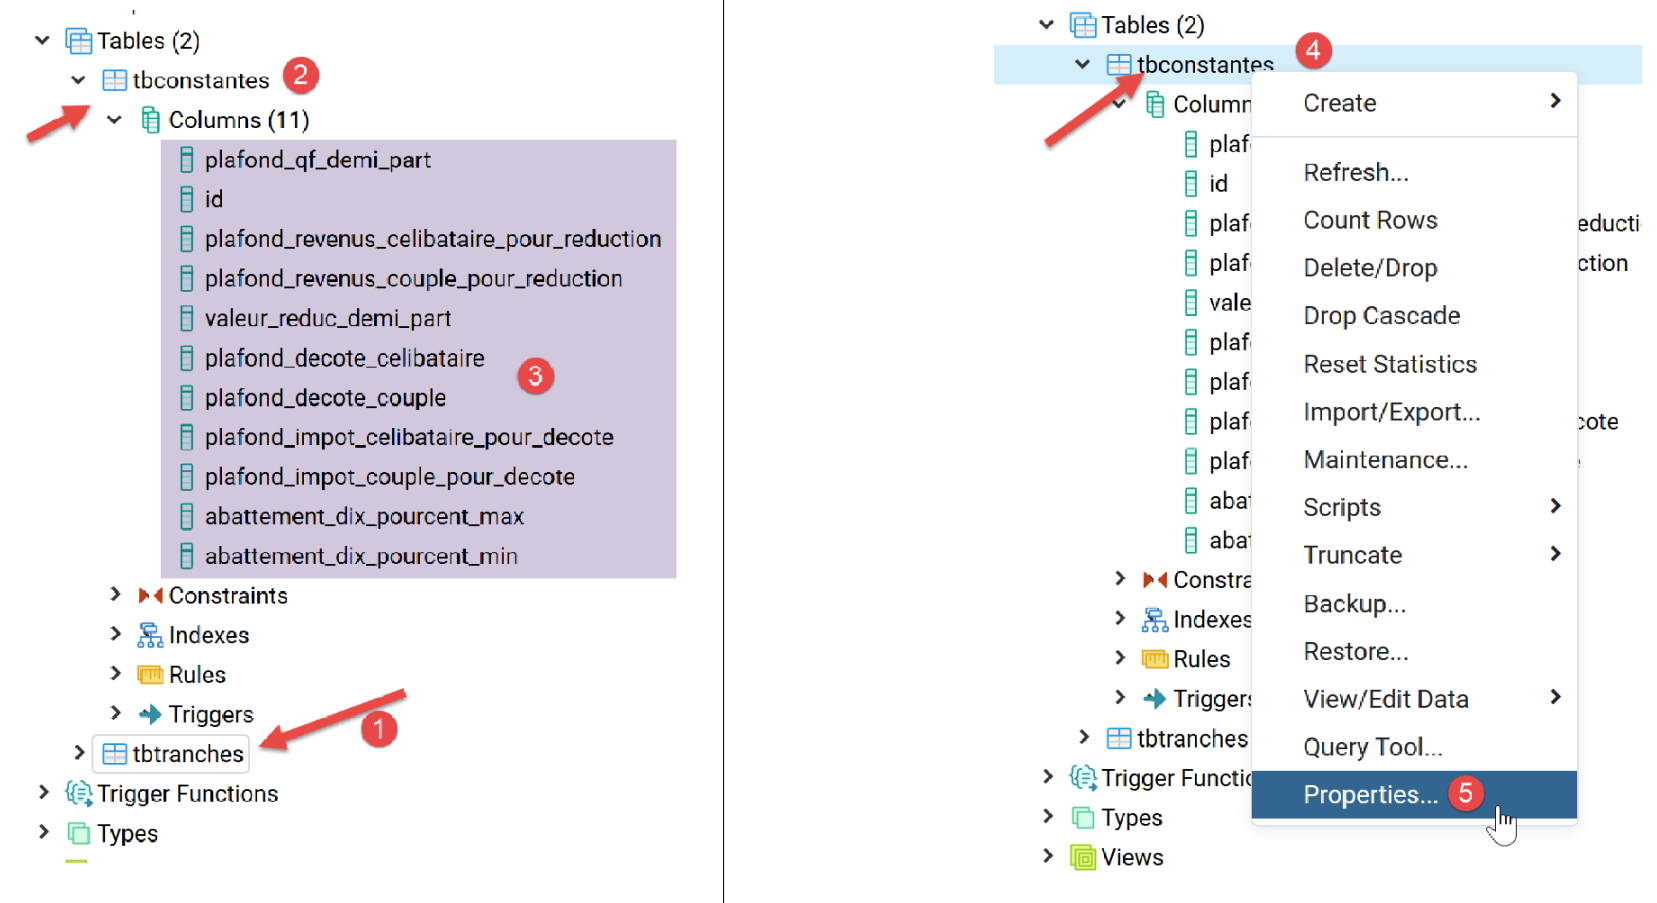 Tables (2)
tbconstantes 2
Columns (11)
plafond_qf_demi_part
id
plafond_revenus_celibataire_pour_reduction
plafond_revenus_couple_pour_reduction
valeur_reduc_demi_part
plafond_decote_celibataire
3
plafond_decote_couple
plafond_impot_celibataire_pour_decote
plafond_impot_couple_pour_decote
abattement_dix_pourcent_max
abattement_dix_pourcent_min
Constraints
Indexes
Rules
Triggers
1
tbtranches
Trigger Functions
Types
Tables (2)
tbconstantes 4
Column
plaf
id
plaf
educti
plaf
ction
vale
plaf
plaf
plaf
cote
plaf
abat
abat
Constra
Indexes
Rules
Triggers
tbtranches
Trigger Functio
Types
Views
Create
Refresh...
Count Rows
Delete/Drop
Drop Cascade
Reset Statistics
Import/Export...
Maintenance...
Scripts
Truncate
Backup...
Restore...
View/Edit Data
Query Tool...
Properties... 5